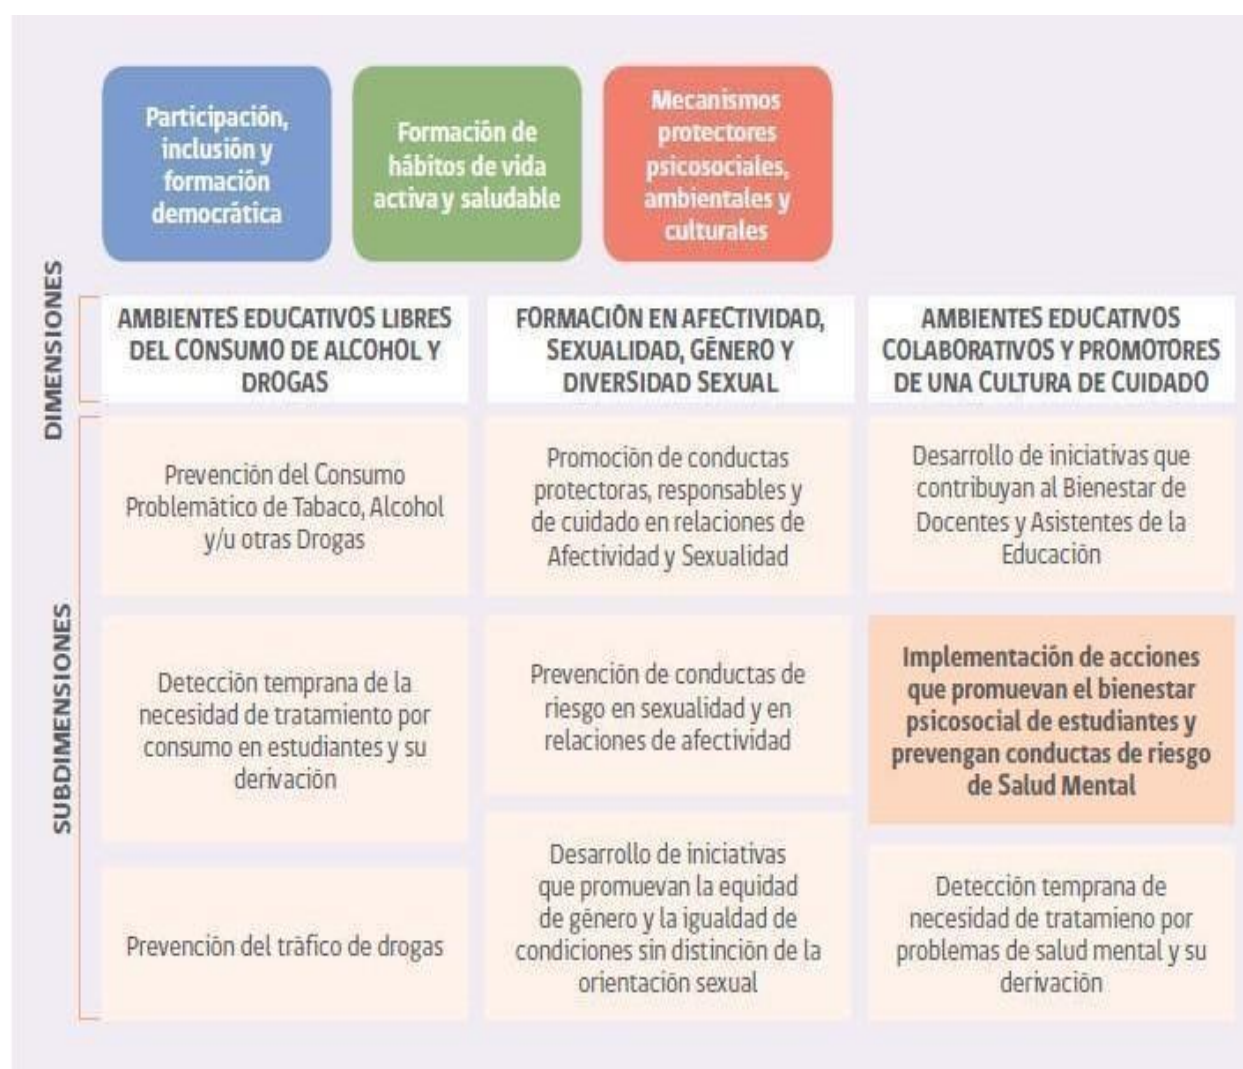 Participación,
inclusión y
formación
democrática
Formación de
hábitos de vida
activa y saludable
Mecanismos
protectores
psicosociales,
ambientales y
culturales
DIMENSIONES
AMBIENTES EDUCATIVOS LIBRES
DEL CONSUMO DE ALCOHOL Y
DROGAS
FORMACIÓN EN AFECTIVIDAD,
SEXUALIDAD, GÉNERO Y
DIVERSIDAD SEXUAL
AMBIENTES EDUCATIVOS
COLABORATIVOS Y PROMOTORES
DE UNA CULTURA DE CUIDADO
SUBDIMENSIONES
Prevención del Consumo
Problemático de Tabaco, Alcohol
y/u otras Drogas
Promoción de conductas
protectoras, responsables y
de cuidado en relaciones de
Afectividad y Sexualidad
Desarrollo de iniciativas que
contribuyan al Bienestar de
Docentes y Asistentes de la
Educación
Detección temprana de la
necesidad de tratamiento por
consumo en estudiantes y su
derivación
Prevención de conductas de
riesgo en sexualidad y en
relaciones de afectividad
Implementación de acciones
que promuevan el bienestar
psicosocial de estudiantes y
prevengan conductas de riesgo
de Salud Mental
Prevención del tráfico de drogas
Desarrollo de iniciativas
que promuevan la equidad
de género y la igualdad de
condiciones sin distinción de la
orientación sexual
Detección temprana de
necesidad de tratamieno por
problemas de salud mental y su
derivación